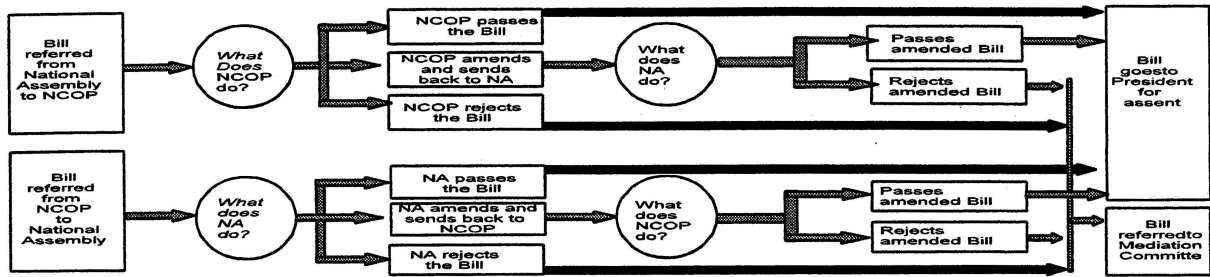 Bill
referred
from
National
Assembly
to NCOP
What
Does
NCOP
do?
NCOP passes
the Bill
NCOP amends
and sends
back to NA
NCOP rejects
the Bill
What
does
NA
do?
Passes
amended Bill
Rejects
amended Bill
Bill
goesto
President
for
assent
Bill
referred
from
NCOP
to
National
Assembly
What
does
NA
do?
NA passes
the Bill
NA amends and
sends back to
NCOP
NA rejects
the Bill
What
does
NCOP
do?
Passes
amended Bill
Rejects
amended Bill
Bill
referredto
Mediation
Committe